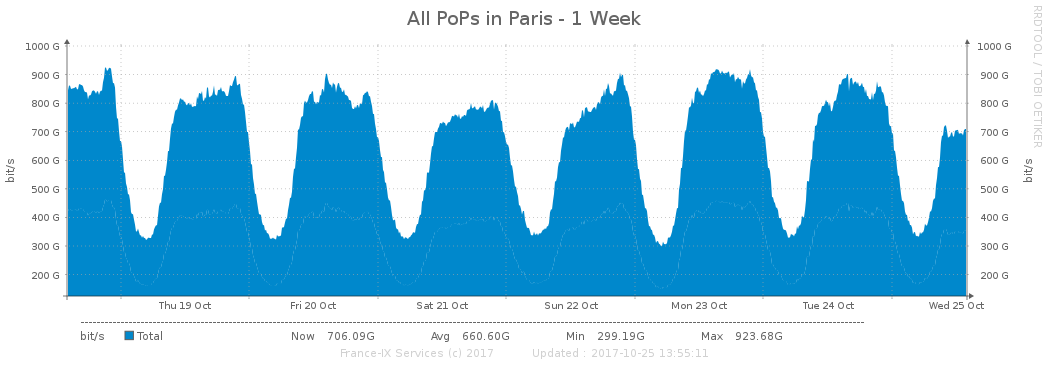 All PoPs in Paris - 1 Week
RRDTOOL / TOBI OETIKER
1000 G 1000 G
900 G 900 G
800 G 800 G
700 G 700 G
600 G 600 G
500 G 500 G
400 G 400 G
300 G 300 G
200 G 200 G
bit/s bit/s
Thu 19 Oct Fri 20 Oct Sat 21 Oct Sun 22 Oct Mon 23 Oct Tue 24 Oct Wed 25 Oct
bit/s Total Now 706.09G Avg 660.60G Min 299.19G Max 923.68G
France-IX Services (c) 2017 Updated : 2017-10-25 13:55:11